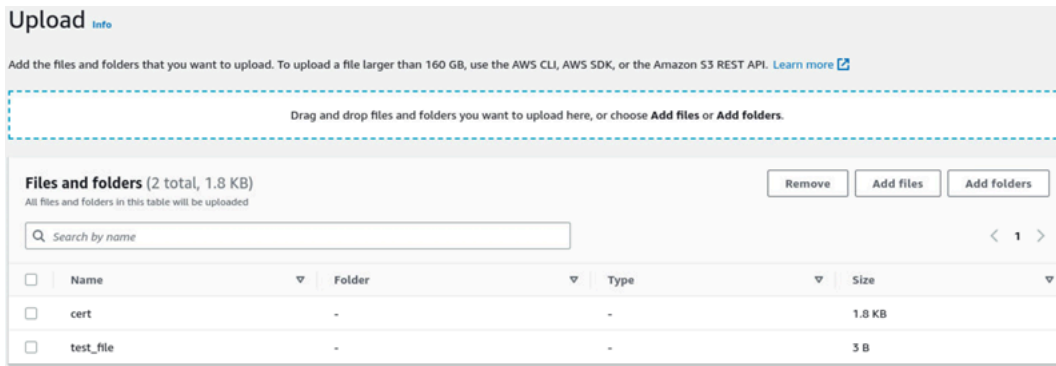 Upload Info
Add the files and folders that you want to upload. To upload a file larger than 160 GB, use the AWS CLI, AWS SDK, or the Amazon S3 REST API. Learn more
Drag and drop files and folders you want to upload here, or choose Add files or Add folders.
Files and folders (2 total, 1.8 KB)
Remove Add files Add folders
All files and folders in this table will be uploaded
Search by name
< 1 >
Name Folder Type Size
cert - - 1.8 KB
test_file - - 3 B